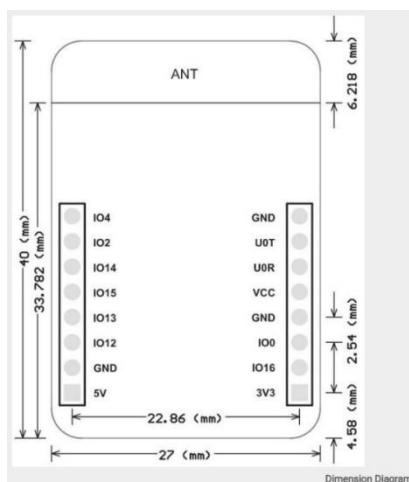 ANT
6.218 (mm)
40 (mm)
33.782 (mm)
IO4
IO2
IO14
IO15
IO13
IO12
GND
5V
GND
U0T
U0R
VCC
GND
IO0
IO16
3V3
2.54 (mm)
4.58 (mm)
22.86 (mm)
27 (mm)
Dimension Diagram